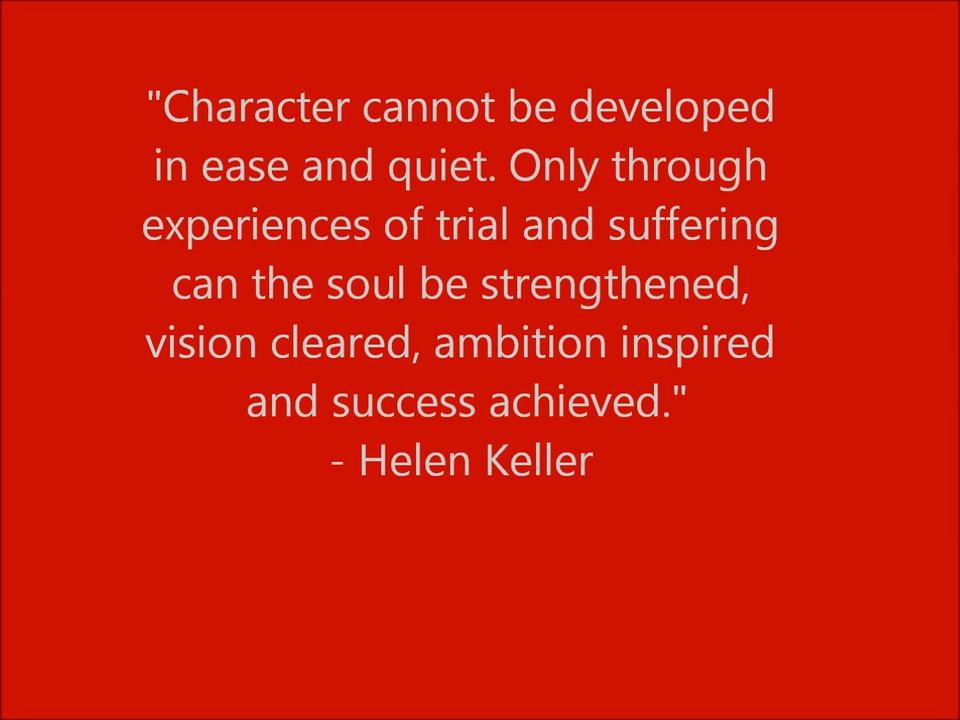 "Character cannot be developed
in ease and quiet. Only through
experiences of trial and suffering
can the soul be strengthened,
vision cleared, ambition inspired
and success achieved."
- Helen Keller